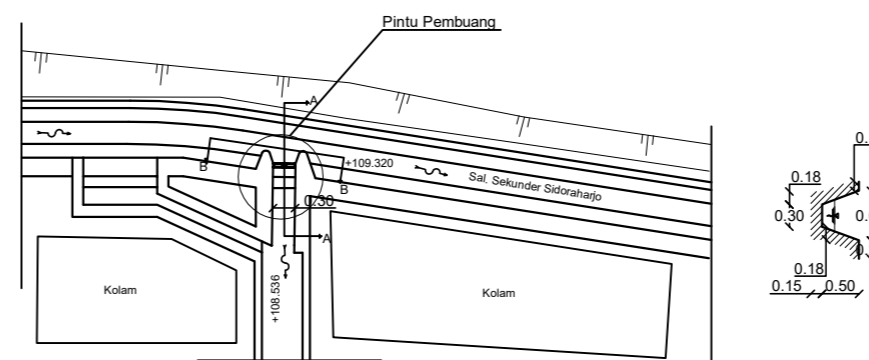 Pintu Pembuang
A
B
+109.320
B
Sal. Sekunder Sidoraharjo
0.30
A
+108.536
Kolam
Kolam
0.18
0.30
0.18
0.15
0.50